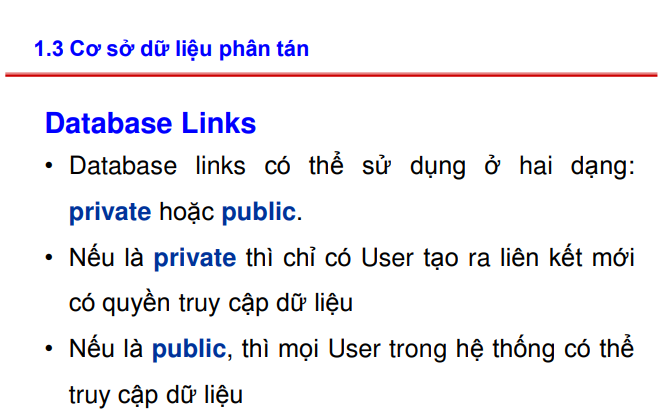 1.3 Cơ sở dữ liệu phân tán
Database Links
• Database links có thể sử dụng ở hai dạng:
private hoặc public.
• Nếu là private thì chỉ có User tạo ra liên kết mới
có quyền truy cập dữ liệu
• Nếu là public, thì mọi User trong hệ thống có thể
truy cập dữ liệu